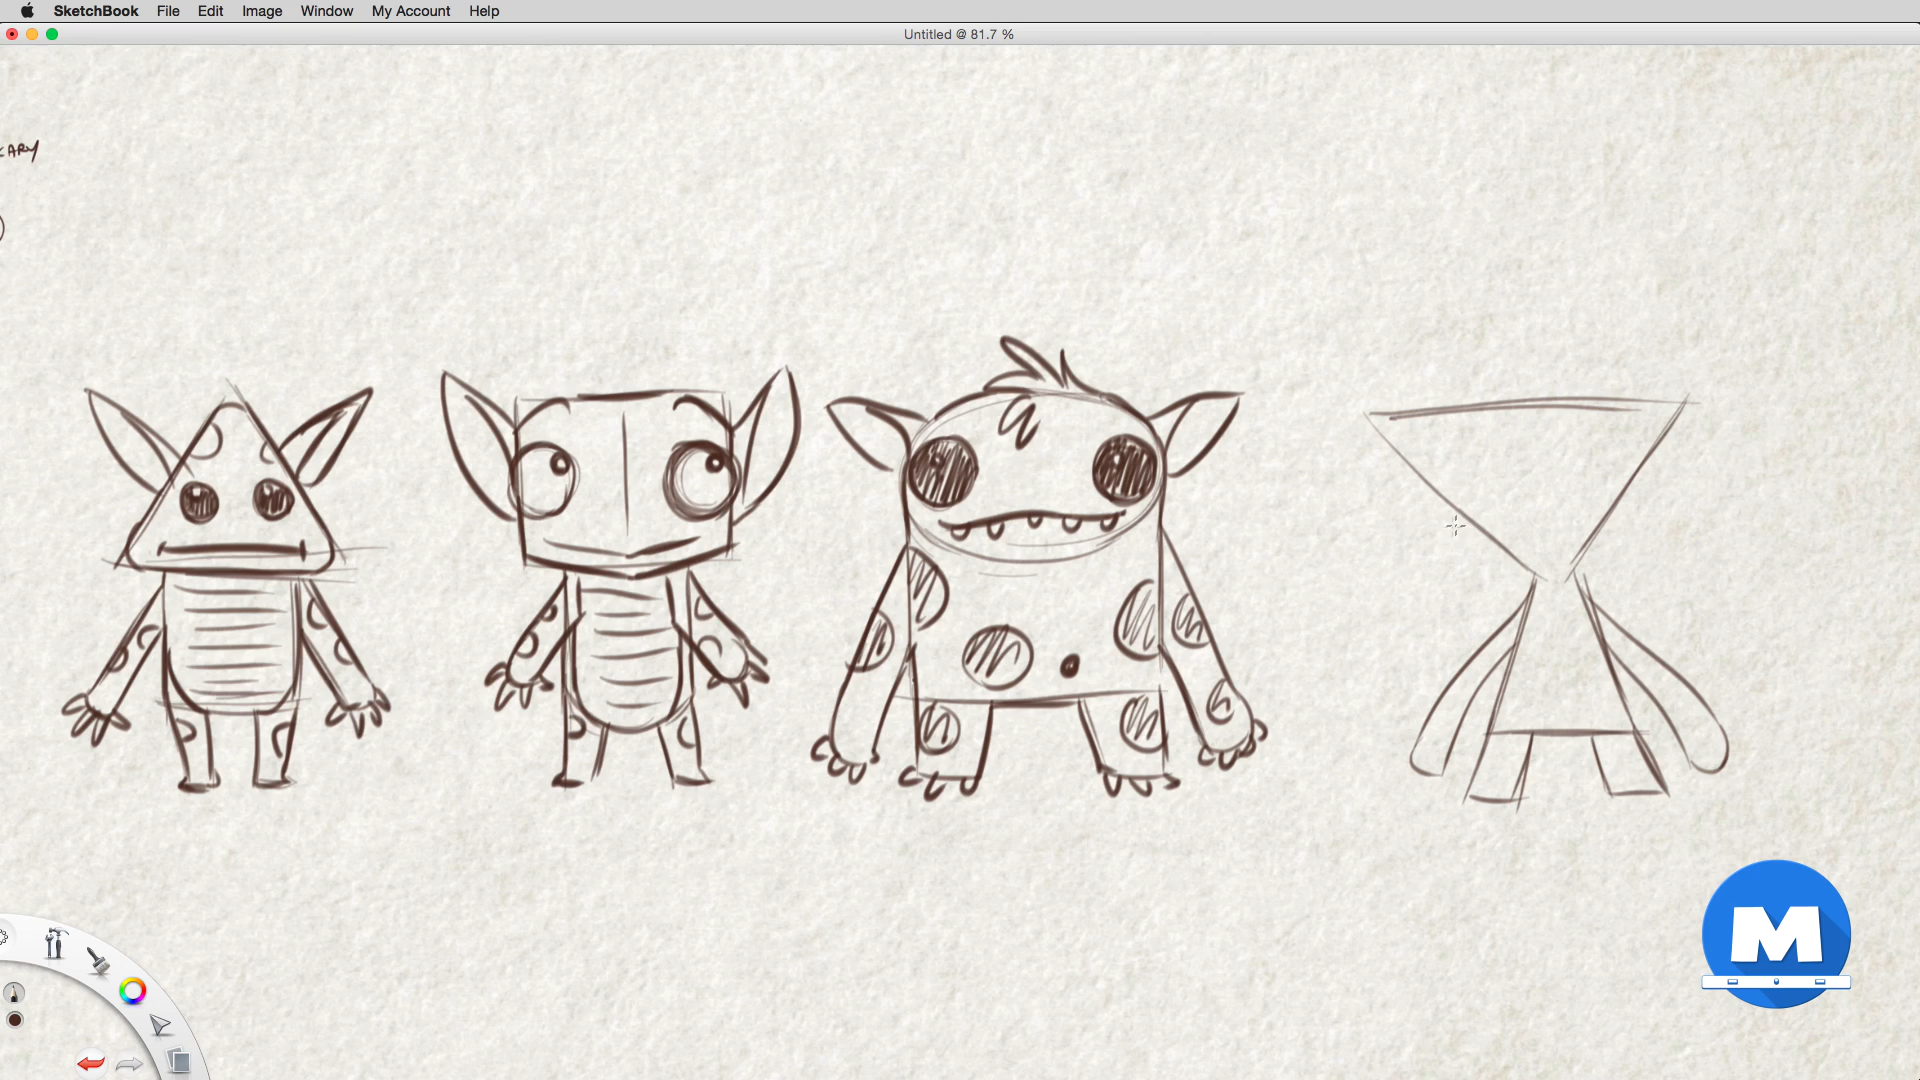 SketchBook File Edit Image Window My Account Help
Untitled @ 81.7 %
M